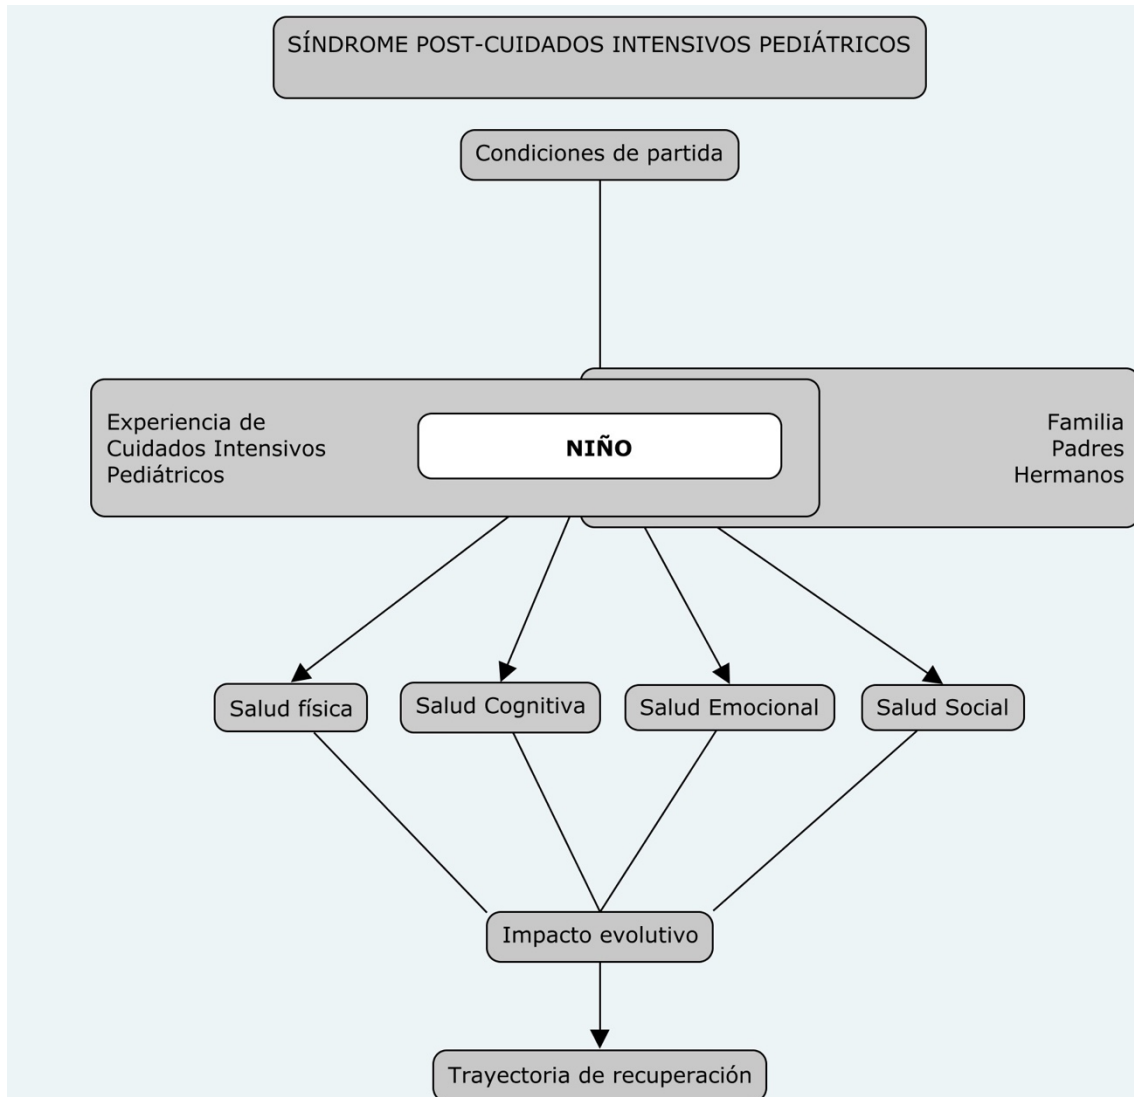 SÍNDROME POST-CUIDADOS INTENSIVOS PEDIÁTRICOS
Condiciones de partida
Experiencia de
Cuidados Intensivos
Pediátricos
NIÑO
Familia
Padres
Hermanos
Salud física
Salud Cognitiva
Salud Emocional
Salud Social
Impacto evolutivo
Trayectoria de recuperación